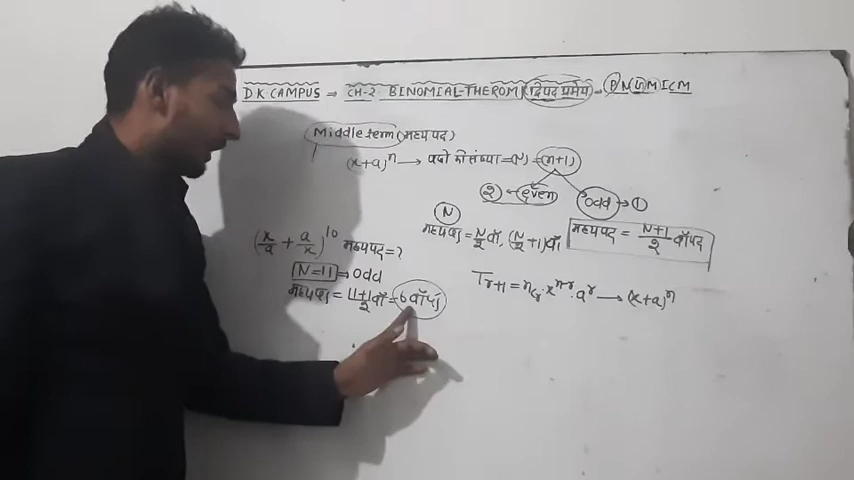 D.K CAMPUS → CH-2 BINOMIAL-THEROM (द्विपद प्रमेय) -
Middle term (मध्य पद)
(x+a)ⁿ → पदो की संख्या =(N) = (n+1)
2 ← even odd → 1
N
मध्यपद = N/2 वाँ, (N/2 + 1) वाँ
मध्यपद = N+1/2 वाँ पद
(x/a + a/x)¹⁰ मध्यपद = ?
N=11 → odd
मध्यपद = 11+1/2 वाँ = 6 वाँ पद
Tr+1 = ⁿCr · xⁿ⁻ʳ · aʳ → (x+a)ⁿ